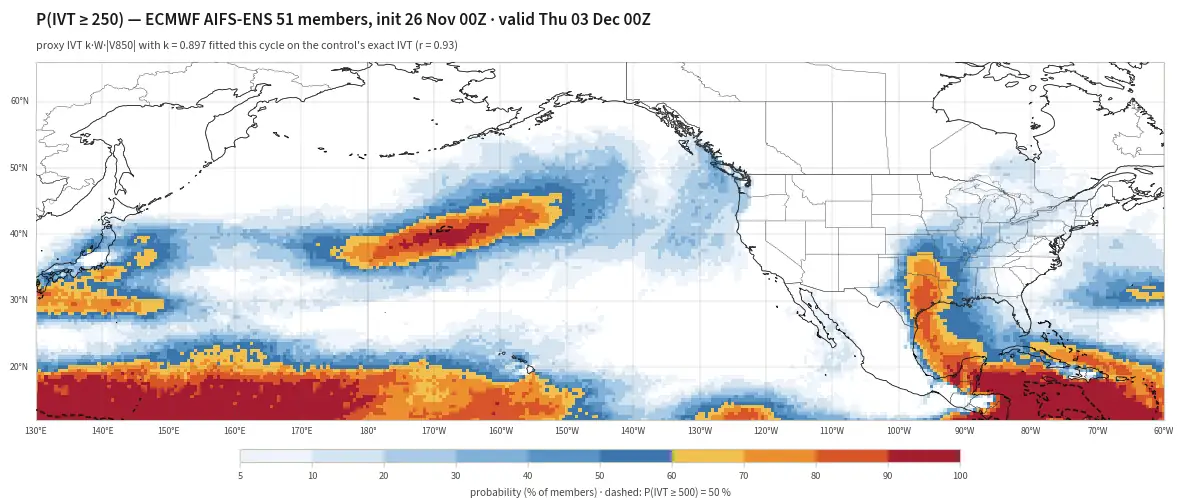 P(IVT ≥ 250) — ECMWF AIFS-ENS 51 members, init 26 Nov 00Z · valid Thu 03 Dec 00Z
proxy IVT k·W·|V850| with k = 0.897 fitted this cycle on the control's exact IVT (r = 0.93)
60°N
50°N
40°N
30°N
20°N
130°E 140°E 150°E 160°E 170°E 180° 170°W 160°W 150°W 140°W 130°W 120°W 110°W 100°W 90°W 80°W 70°W 60°W
5 10 20 30 40 50 60 70 80 90 100
probability (% of members) · dashed: P(IVT ≥ 500) = 50 %